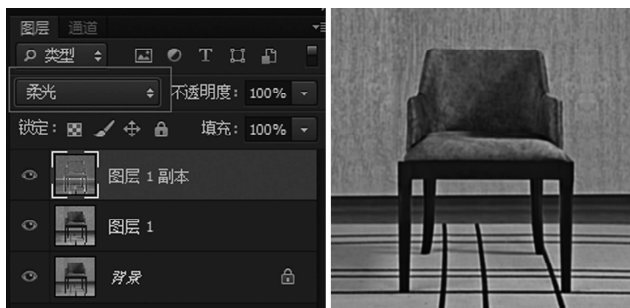 图层 通道
类型
柔光 不透明度: 100%
锁定: 填充: 100%
图层 1 副本
图层 1
背景